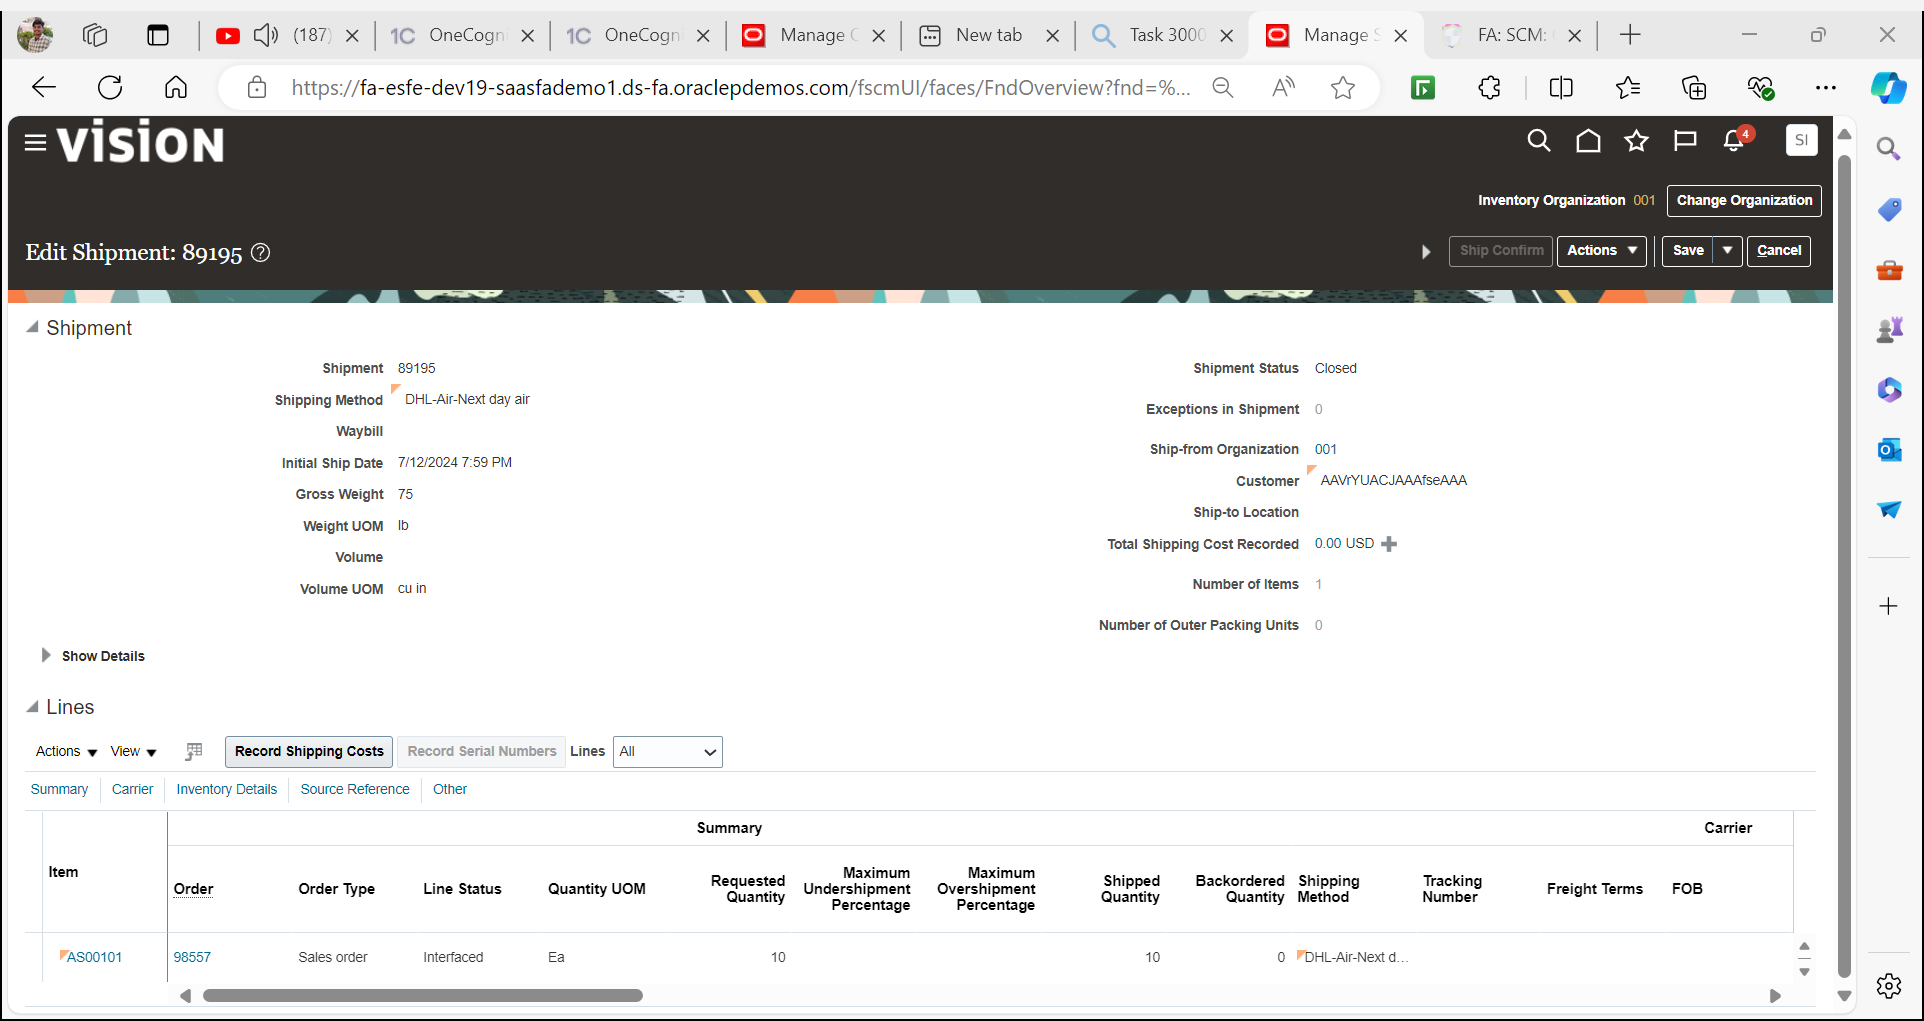 (187)
OneCogni
OneCogni
Manage
New tab
Task 3000
Manage S
FA: SCM:
https://fa-esfe-dev19-saasfademo1.ds-fa.oraclepdemos.com/fscmUI/faces/FndOverview?fnd=%...
VISION
4
SI
Inventory Organization 001 Change Organization
Edit Shipment: 89195
Ship Confirm Actions Save Cancel
Shipment
Shipment 89195
Shipping Method DHL-Air-Next day air
Waybill
Initial Ship Date 7/12/2024 7:59 PM
Gross Weight 75
Weight UOM lb
Volume
Volume UOM cu in
Shipment Status Closed
Exceptions in Shipment 0
Ship-from Organization 001
Customer AAVrYUACJAAAfseAAA
Ship-to Location
Total Shipping Cost Recorded 0.00 USD
Number of Items 1
Number of Outer Packing Units 0
Show Details
Lines
Actions View Record Shipping Costs Record Serial Numbers Lines All
Summary Carrier Inventory Details Source Reference Other
Summary Carrier
Item Order Order Type Line Status Quantity UOM Requested Quantity Maximum Undershipment Percentage Maximum Overshipment Percentage Shipped Quantity Backordered Quantity Shipping Method Tracking Number Freight Terms FOB
AS00101 98557 Sales order Interfaced Ea 10 10 0 DHL-Air-Next d...